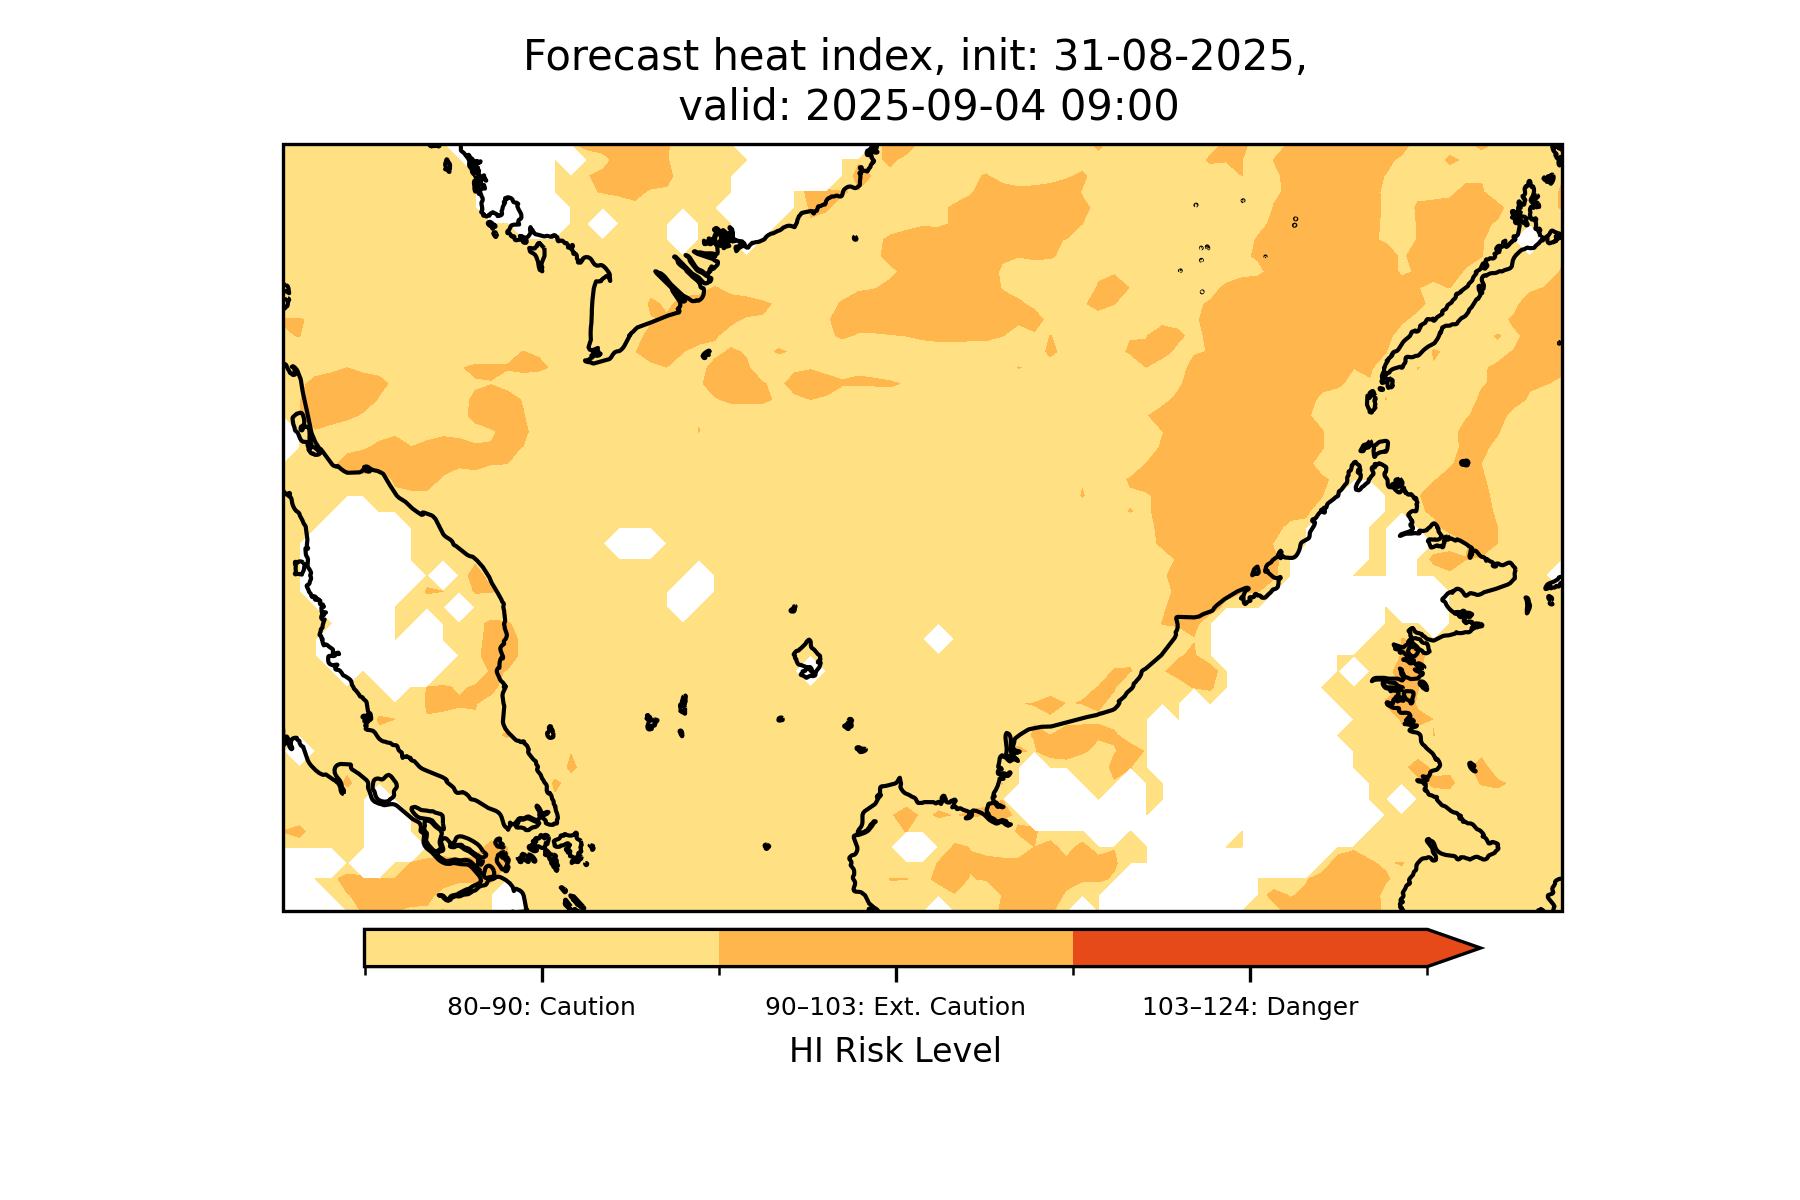 Forecast heat index, init: 31-08-2025,
valid: 2025-09-04 09:00
80–90: Caution
90–103: Ext. Caution
103–124: Danger
HI Risk Level